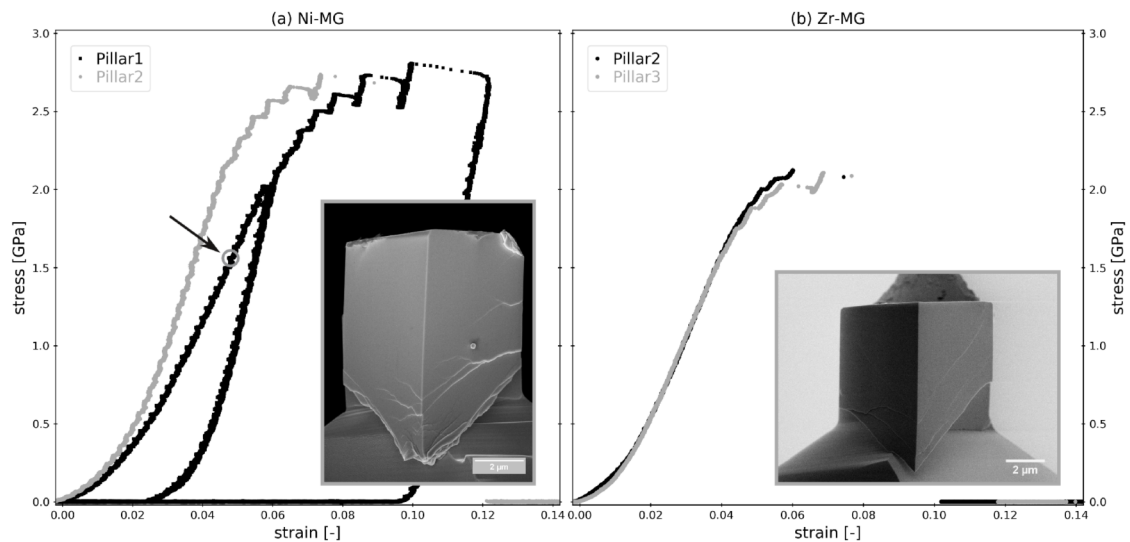 (a) Ni-MG
(b) Zr-MG
3.0
2.5
2.0
1.5
1.0
0.5
0.0
stress [GPa]
Pillar1
Pillar2
2 μm
0.00 0.02 0.04 0.06 0.08 0.10 0.12 0.14
strain [-]
Pillar2
Pillar3
2 μm
0.00 0.02 0.04 0.06 0.08 0.10 0.12 0.14
strain [-]
3.0
2.5
2.0
1.5
1.0
0.5
0.0
stress [GPa]